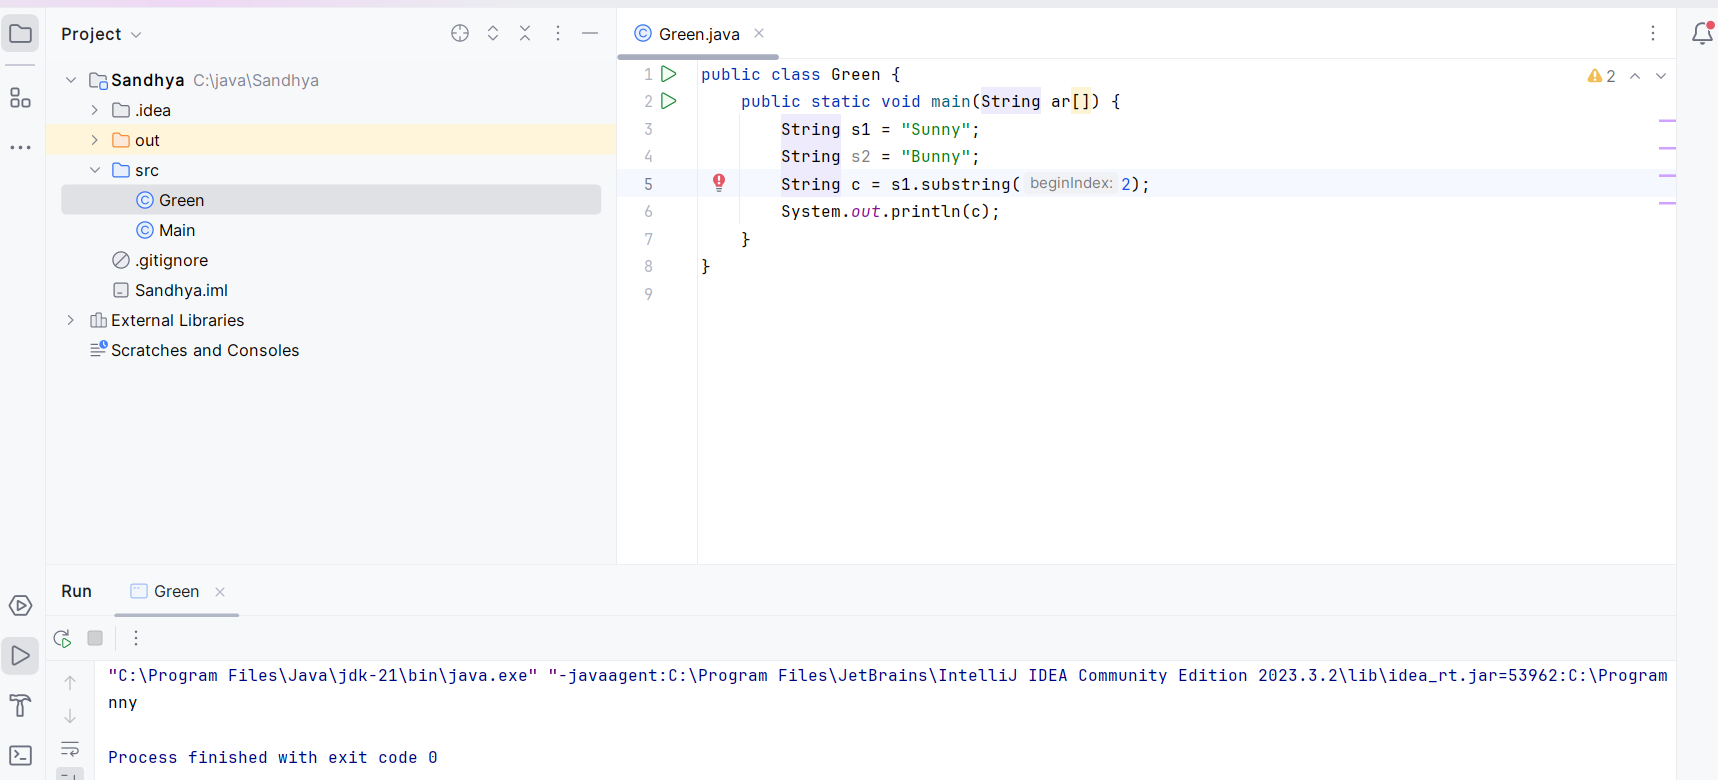 Project
Sandhya C:\java\Sandhya
.idea
out
src
Green
Main
.gitignore
Sandhya.iml
External Libraries
Scratches and Consoles
Green.java
2
1 public class Green {
2 public static void main(String ar[]) {
3 String s1 = "Sunny";
4 String s2 = "Bunny";
5 String c = s1.substring( beginIndex: 2);
6 System.out.println(c);
7 }
8 }
9
Run Green
"C:\Program Files\Java\jdk-21\bin\java.exe" "-javaagent:C:\Program Files\JetBrains\IntelliJ IDEA Community Edition 2023.3.2\lib\idea_rt.jar=53962:C:\Program
nny
Process finished with exit code 0